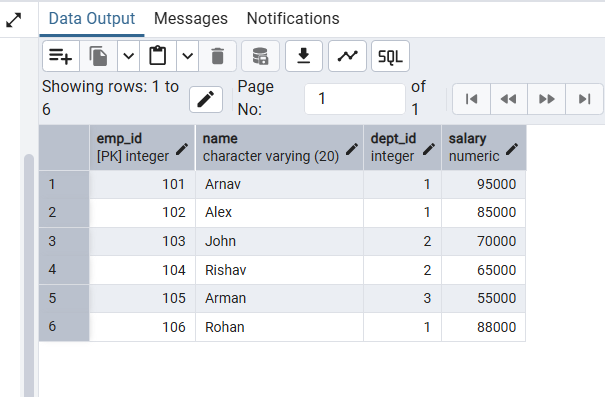 Data Output Messages Notifications
SQL
Showing rows: 1 to 6 Page No: 1 of 1
emp_id [PK] integer name character varying (20) dept_id integer salary numeric
1 101 Arnav 1 95000
2 102 Alex 1 85000
3 103 John 2 70000
4 104 Rishav 2 65000
5 105 Arman 3 55000
6 106 Rohan 1 88000